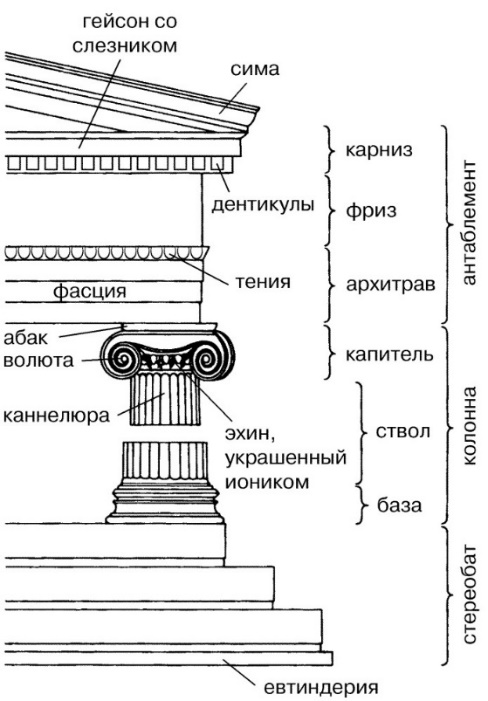 гейсон со
слезником
сима
карниз
дентикулы
фриз
антаблемент
тения
фасция
архитрав
абак
волюта
капитель
каннелюра
эхин,
украшенный
иоником
ствол
колонна
база
стереобат
евтиндерия